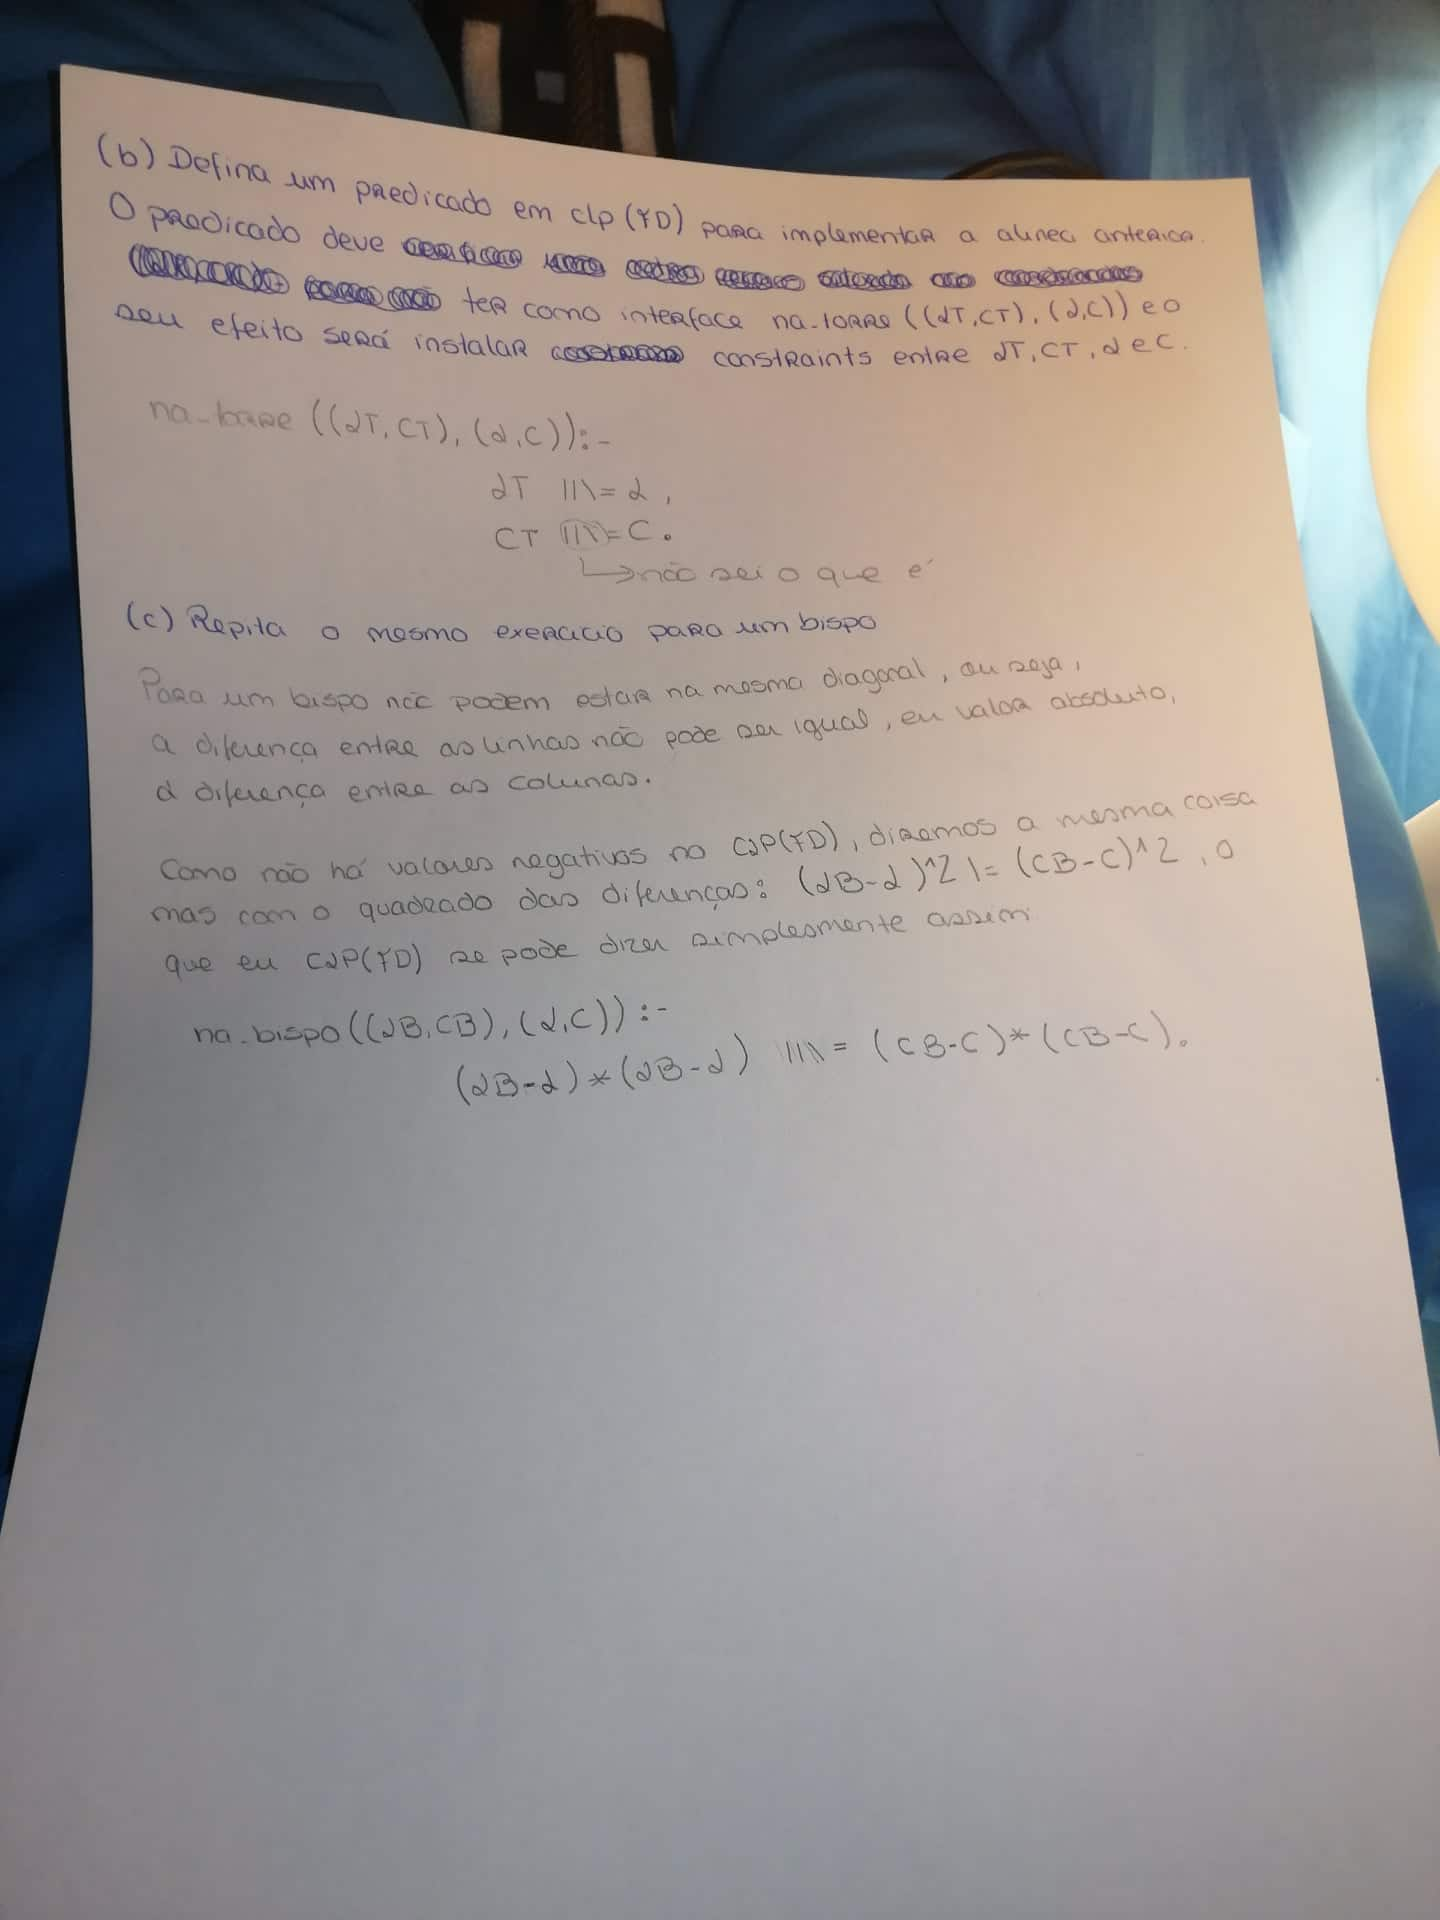 (b) Defina um predicado em clp(FD) para implementar a alinea anterior.
O predicado deve
ter como interface na_torre((LT,CT),(L,C)) e o
seu efeito será instalar constraints entre LT, CT, L e C.
na_torre((LT,CT),(L,C)):-
LT ||\= L,
CT ||\= C.
↳não sei o que é
(c) Repita o mesmo exercicio para um bispo
Para um bispo não podem estar na mesma diagonal, ou seja,
a diferença entre as linhas não pode ser igual, eu valor absoluto,
à diferença entre as colunas.
Como não há valores negativos no CLP(FD), diremos a mesma coisa
mas com o quadrado das diferenças: (LB-L)^2 \= (CB-C)^2, o
que eu CLP(FD) se pode dizer simplesmente assim
na_bispo((LB,CB),(L,C)):-
(LB-L)*(LB-L) ||\= (CB-C)*(CB-C).